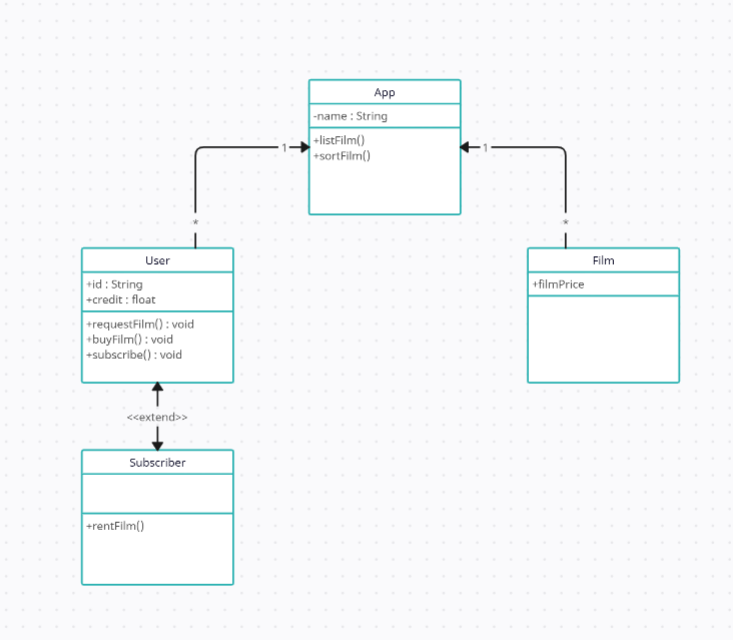 App
-name : String
+listFilm()
+sortFilm()
1
1
*
*
User
+id : String
+credit : float
+requestFilm() : void
+buyFilm() : void
+subscribe() : void
Film
+filmPrice
<<extend>>
Subscriber
+rentFilm()